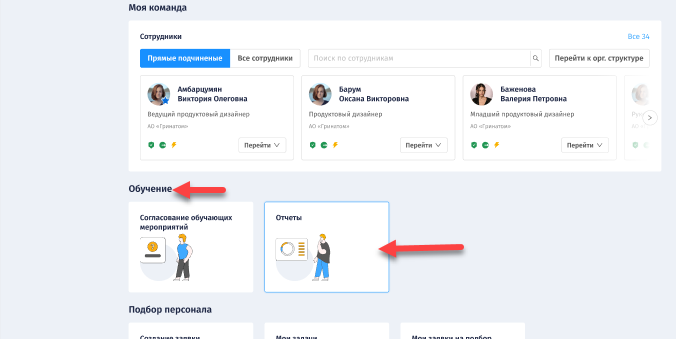 Моя команда
Сотрудники
Все 34
Прямые подчиненые
Все сотрудники
Поиск по сотрудникам
Перейти к орг. структуре
Амбарцумян
Виктория Олеговна
Ведущий продуктовый дизайнер
АО «Гринатом»
Перейти
Барум
Оксана Викторовна
Продуктовый дизайнер
АО «Гринатом»
Перейти
Баженова
Валерия Петровна
Младший продуктовый дизайнер
АО «Гринатом»
Перейти
Обучение
Согласование обучающих
мероприятий
Отчеты
Подбор персонала
Создание заявки
Мои задачи
Мои заявки на подбор